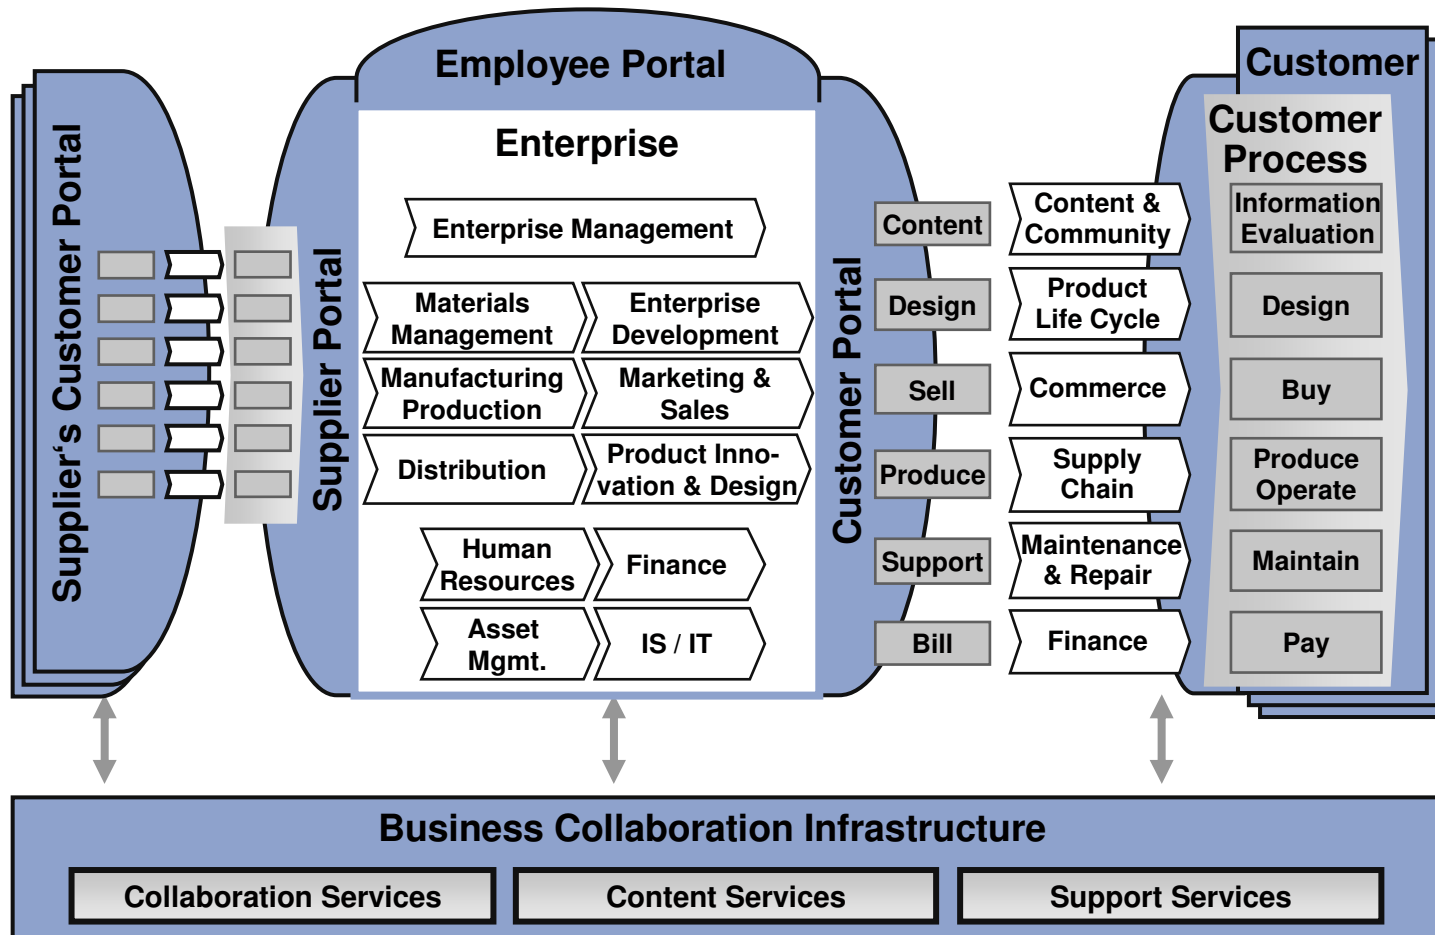 Employee Portal
Customer
Enterprise
Customer
Process
Supplier‘s Customer Portal
Supplier Portal
Customer Portal
Enterprise Management
Materials
Management
Enterprise
Development
Manufacturing
Production
Marketing &
Sales
Distribution
Product Inno-
vation & Design
Human
Resources
Finance
Asset
Mgmt.
IS / IT
Content
Content &
Community
Information
Evaluation
Design
Product
Life Cycle
Design
Sell
Commerce
Buy
Produce
Supply
Chain
Produce
Operate
Support
Maintenance
& Repair
Maintain
Bill
Finance
Pay
Business Collaboration Infrastructure
Collaboration Services
Content Services
Support Services